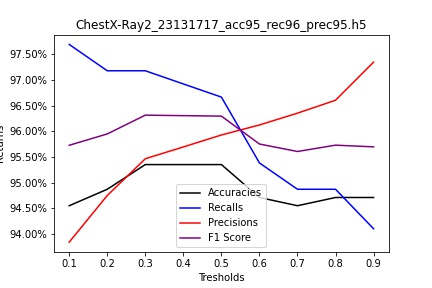 ChestX-Ray2_23131717_acc95_rec96_prec95.h5
97.50%
97.00%
96.50%
96.00%
95.50%
95.00%
94.50%
94.00%
Accuracies
Recalls
Precisions
F1 Score
0.1 0.2 0.3 0.4 0.5 0.6 0.7 0.8 0.9
Tresholds